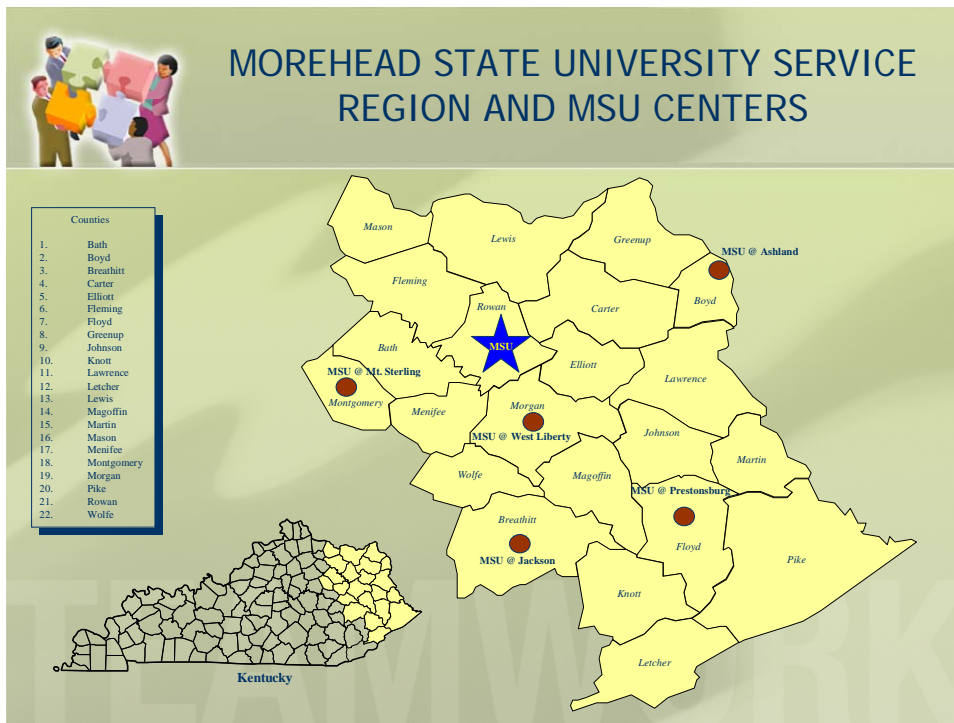 MOREHEAD STATE UNIVERSITY SERVICE
REGION AND MSU CENTERS
Counties
1. Bath
2. Boyd
3. Breathitt
4. Carter
5. Elliott
6. Fleming
7. Floyd
8. Greenup
9. Johnson
10. Knott
11. Lawrence
12. Letcher
13. Lewis
14. Magoffin
15. Martin
16. Mason
17. Menifee
18. Montgomery
19. Morgan
20. Pike
21. Rowan
22. Wolfe
Mason
Lewis
Greenup
MSU @ Ashland
Fleming
Rowan
Carter
Boyd
MSU
Bath
Elliott
MSU @ Mt. Sterling
Lawrence
Montgomery
Menifee
Morgan
MSU @ West Liberty
Johnson
Martin
Wolfe
Magoffin
MSU @ Prestonsburg
Breathitt
Floyd
MSU @ Jackson
Pike
Knott
Letcher
Kentucky
TEAMWORK